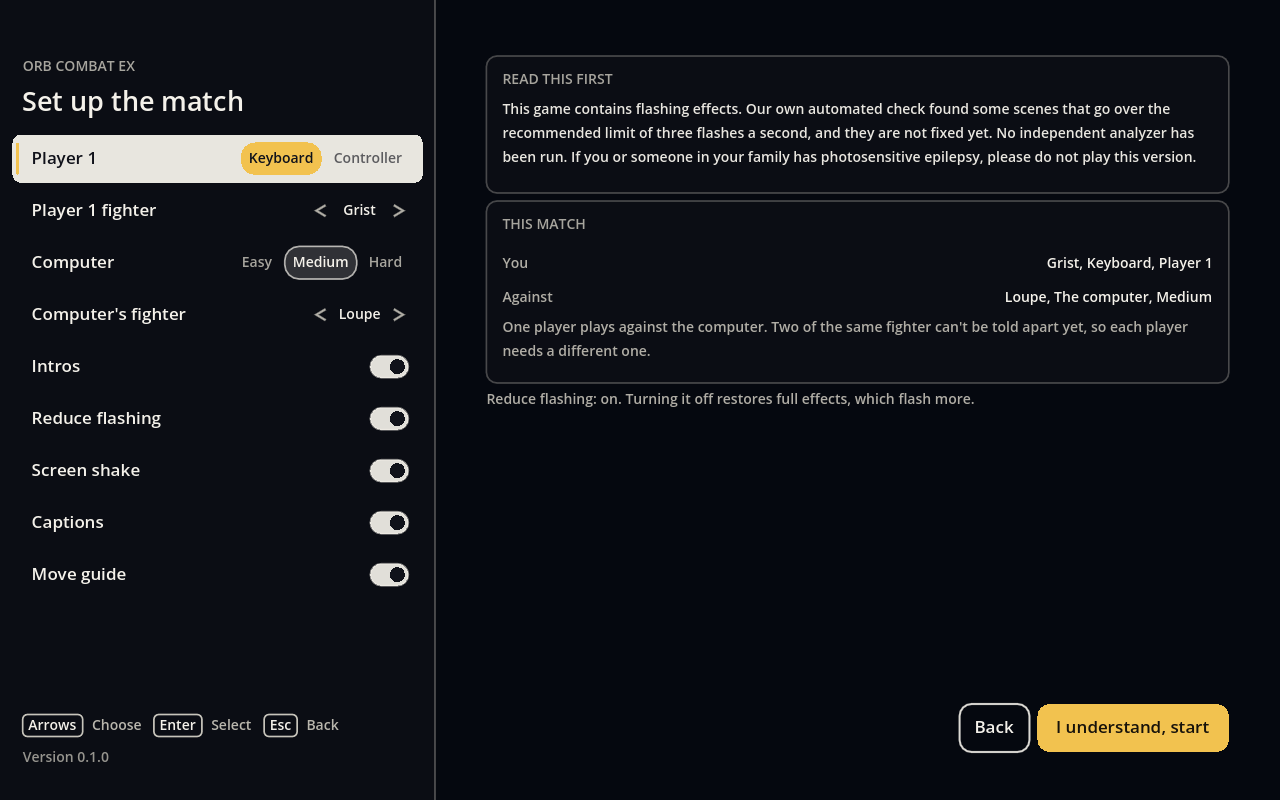 ORB COMBAT EX
Set up the match
Player 1 Keyboard Controller
Player 1 fighter < Grist >
Computer Easy Medium Hard
Computer's fighter < Loupe >
Intros
Reduce flashing
Screen shake
Captions
Move guide
Arrows Choose Enter Select Esc Back
Version 0.1.0
READ THIS FIRST
This game contains flashing effects. Our own automated check found some scenes that go over the
recommended limit of three flashes a second, and they are not fixed yet. No independent analyzer has
been run. If you or someone in your family has photosensitive epilepsy, please do not play this version.
THIS MATCH
You Grist, Keyboard, Player 1
Against Loupe, The computer, Medium
One player plays against the computer. Two of the same fighter can't be told apart yet, so each player
needs a different one.
Reduce flashing: on. Turning it off restores full effects, which flash more.
Back I understand, start